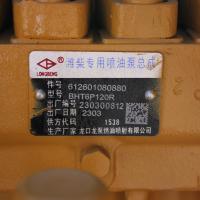 LONGBENG
潍柴专用喷油泵总成
件号 612601080880
型号 BHT6P120R
出厂编号 230300812
出厂日期 2303
供方代码 1538
生产厂家 龙口龙泵燃油喷射有限公司